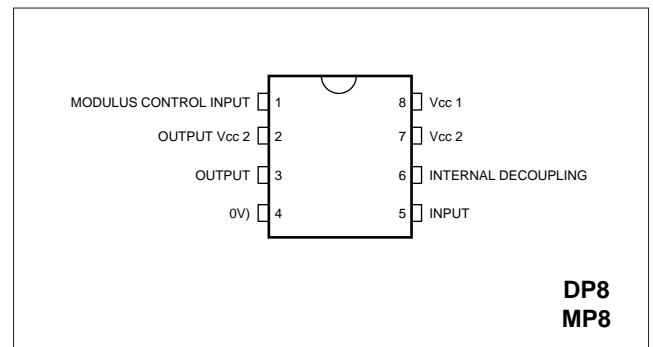 MODULUS CONTROL INPUT 1 8 Vcc 1
OUTPUT Vcc 2 2 7 Vcc 2
OUTPUT 3 6 INTERNAL DECOUPLING
0V) 4 5 INPUT
DP8
MP8